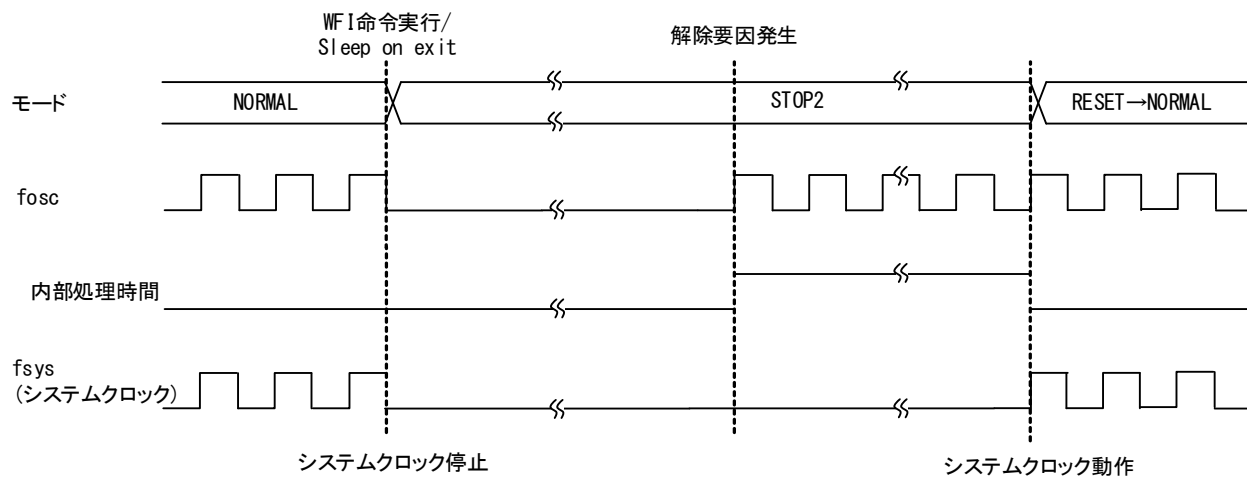 WFI命令実行/
Sleep on exit
解除要因発生
モード
NORMAL
STOP2
RESET→NORMAL
fosc
内部処理時間
fsys
(システムクロック)
システムクロック停止
システムクロック動作